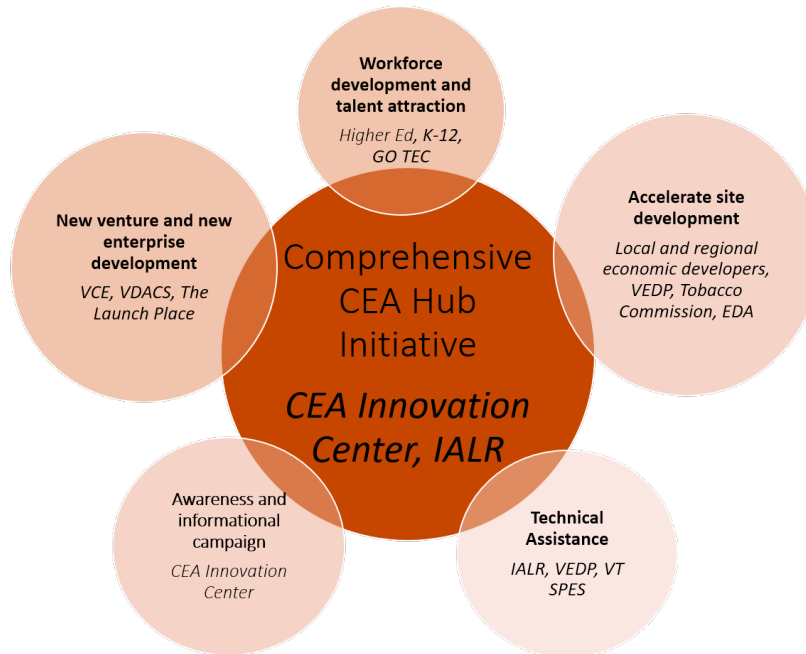 Workforce
development and
talent attraction
Higher Ed, K-12,
GO TEC
New venture and new
enterprise
development
VCE, VDACS, The
Launch Place
Accelerate site
development
Local and regional
economic developers,
VEDP, Tobacco
Commission, EDA
Comprehensive
CEA Hub
Initiative
CEA Innovation
Center, IALR
Awareness and
informational
campaign
CEA Innovation
Center
Technical
Assistance
IALR, VEDP, VT
SPES